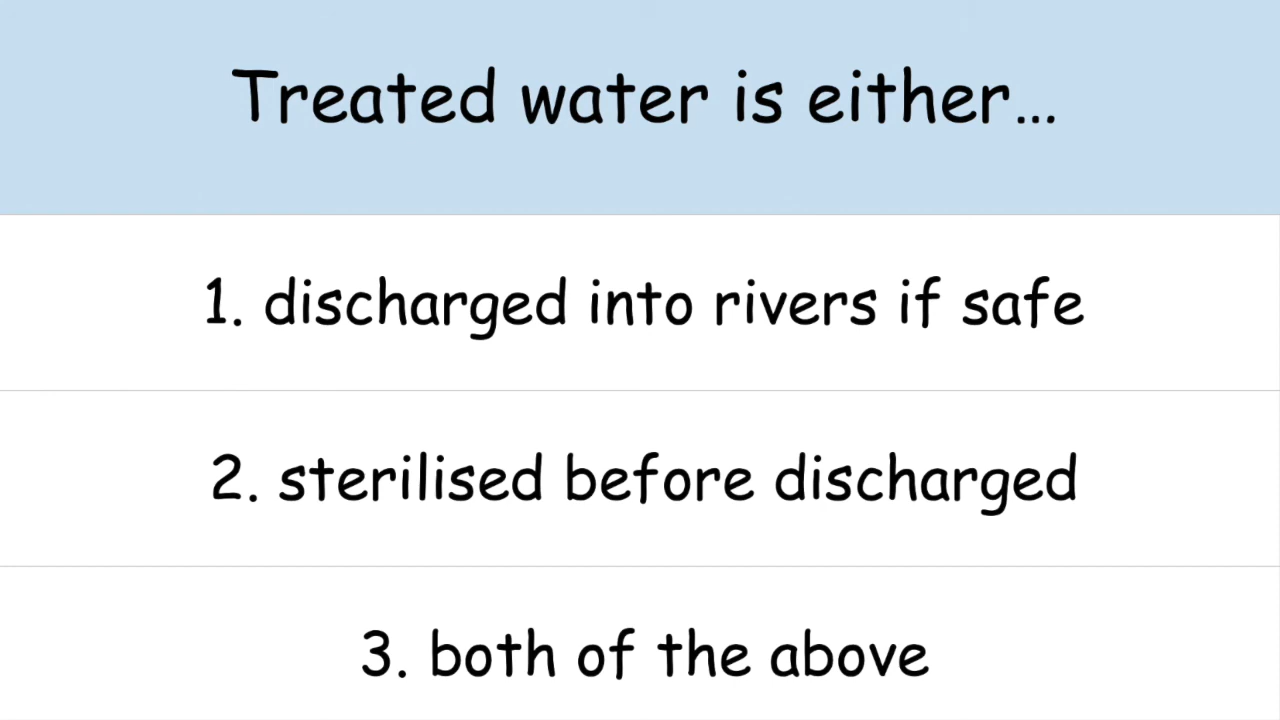 Treated water is either...
1. discharged into rivers if safe
2. sterilised before discharged
3. both of the above